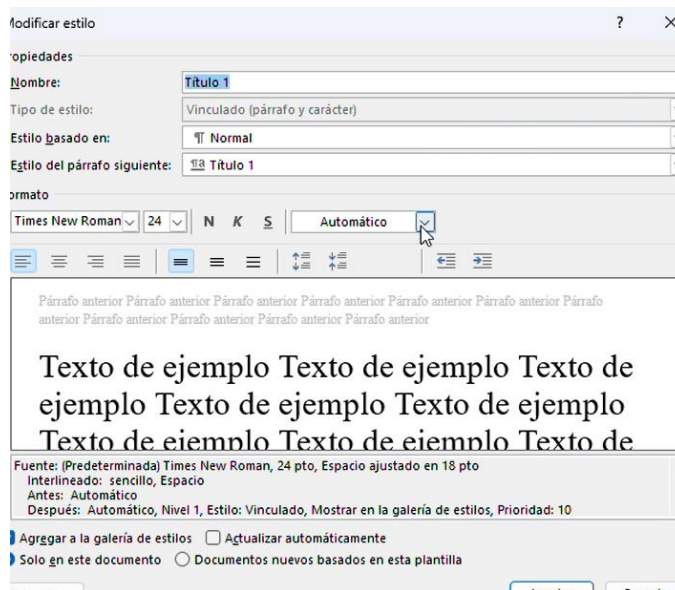 Modificar estilo ?
ropiedades
Nombre: Título 1
Tipo de estilo: Vinculado (párrafo y carácter)
Estilo basado en: ¶ Normal
Estilo del párrafo siguiente: ¶a Título 1
ormato
Times New Roman 24 N K S Automático
Párrafo anterior Párrafo anterior Párrafo anterior Párrafo anterior Párrafo anterior Párrafo anterior Párrafo
anterior Párrafo anterior Párrafo anterior Párrafo anterior Párrafo anterior
Texto de ejemplo Texto de ejemplo Texto de
ejemplo Texto de ejemplo Texto de ejemplo
Texto de ejemplo Texto de ejemplo Texto de
Fuente: (Predeterminada) Times New Roman, 24 pto, Espacio ajustado en 18 pto
Interlineado: sencillo, Espacio
Antes: Automático
Después: Automático, Nivel 1, Estilo: Vinculado, Mostrar en la galería de estilos, Prioridad: 10
Agregar a la galería de estilos Actualizar automáticamente
Solo en este documento Documentos nuevos basados en esta plantilla